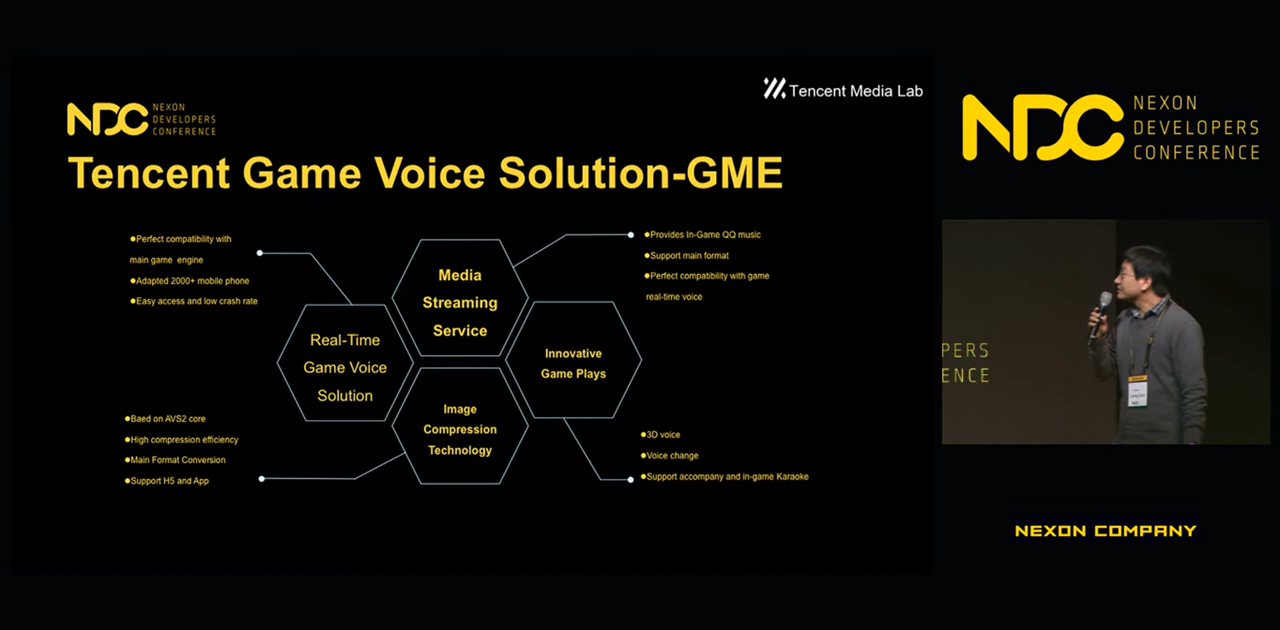 Tencent Media Lab
NDC NEXON
DEVELOPERS
CONFERENCE
Tencent Game Voice Solution-GME
●Perfect compatibility with
main game engine
●Adapted 2000+ mobile phone
●Easy access and low crash rate
Media
Streaming
Service
●Provides In-Game QQ music
●Support main format
●Perfect compatibility with game
real-time voice
Real-Time
Game Voice
Solution
Innovative
Game Plays
Image
Compression
Technology
●Baed on AVS2 core
●High compression efficiency
●Main Format Conversion
●Support H5 and App
●3D voice
●Voice change
●Support accompany and in-game Karaoke
NDC NEXON
DEVELOPERS
CONFERENCE
PERS
ENCE
NEXON COMPANY